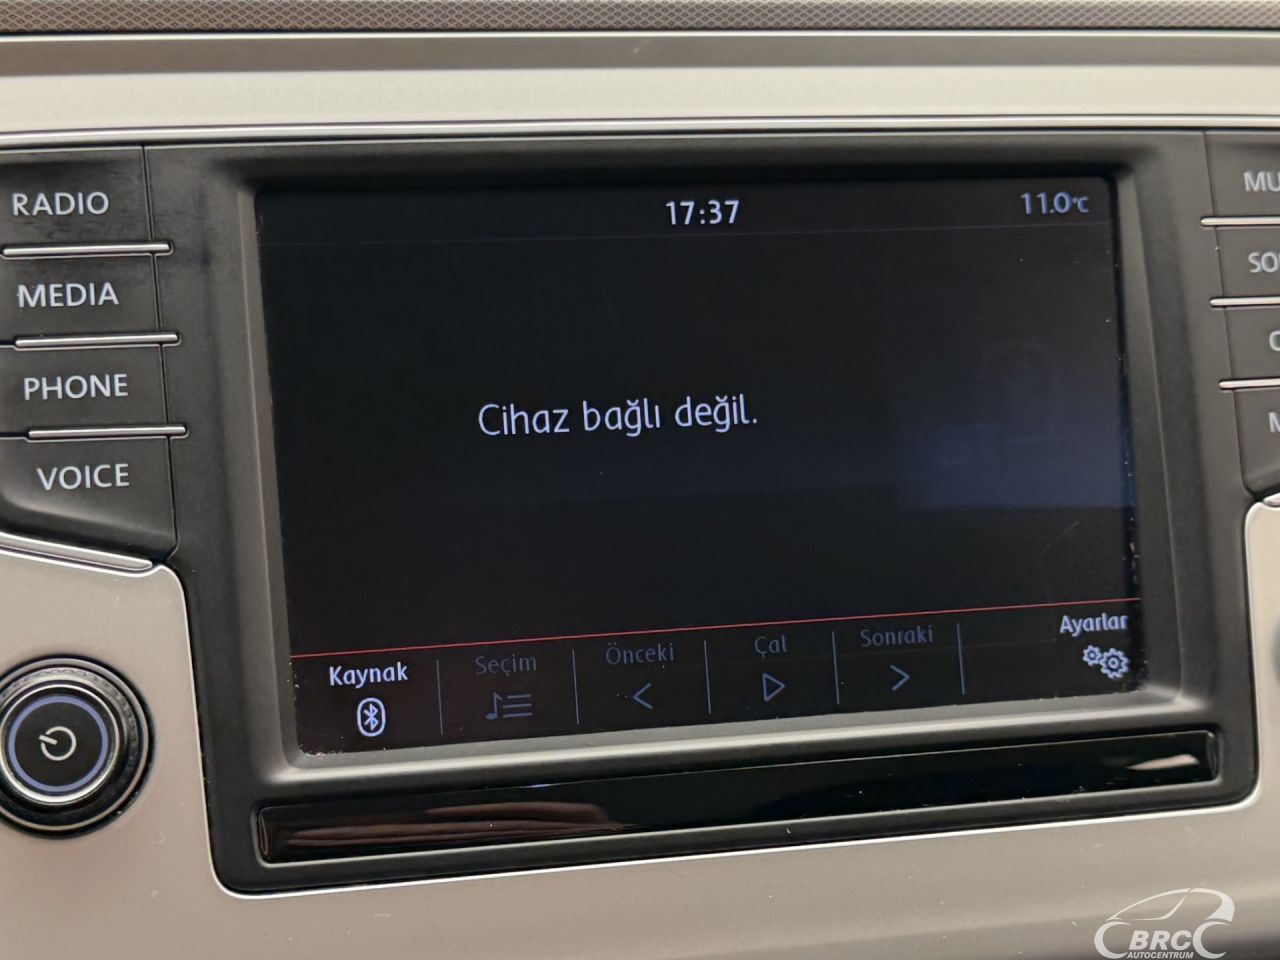 17:37
11.0°C
RADIO
MEDIA
PHONE
VOICE
Cihaz bağlı değil.
Kaynak
Seçim
Önceki
Çal
Sonraki
Ayarlar
BRC
AUTOCENTRUM